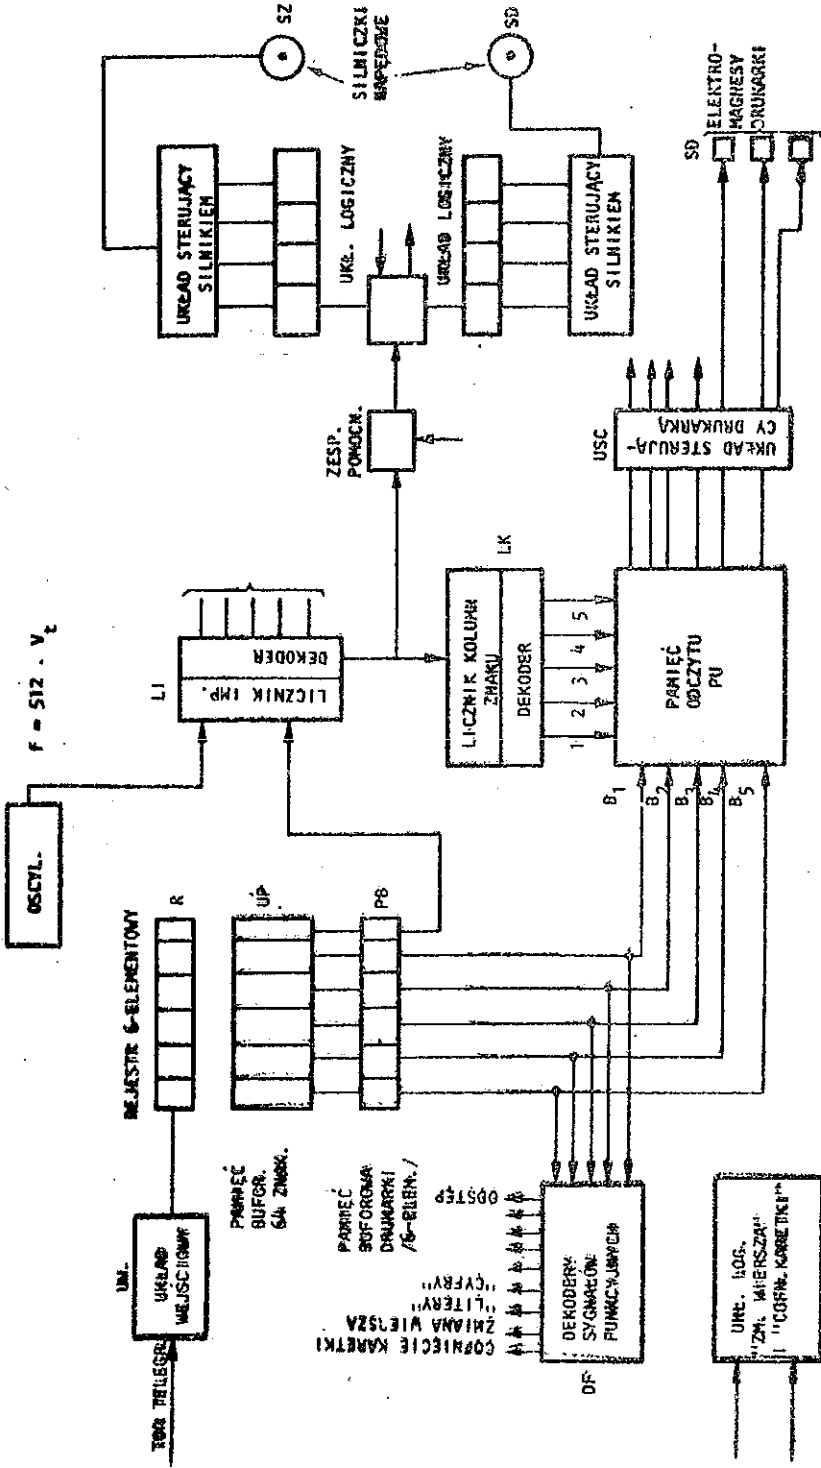 TOR TELEGR.
UW.
UKŁAD
WEJŚCIOWY
REJESTR 6-ELEMENTOWY
R
OSCYL.
f = 512 · Vt
PAMIĘĆ
BUFOR.
64 ZNAK.
UP
PAMIĘĆ
BUFOROWA
DRUKARKI
/6-ELEM./
PB
LI
LICZNIK IMP.
DEKODER
ZESP.
POMOCN.
UKŁAD STERUJĄCY
SILNIKIEM
UKŁ. LOGICZNY
UKŁAD LOGICZNY
UKŁAD STERUJĄCY
SILNIKIEM
SZ
SILNICZKI
NAPĘDOWE
SD
COFNIĘCIE KARETKI
ZMIANA WIERSZA
"LITERY"
"CYFRY"
ODSTĘP
DF
DEKODERY
SYGNAŁÓW
FUNKCYJNYCH
LICZNIK KOLUMN
ZNAKU
DEKODER
LK
1
2
3
4
5
B1
B2
B3
B4
B5
PAMIĘĆ
ODCZYTU
PU
USC
UKŁAD STERUJĄ-
CY DRUKARKĄ
SD
ELEKTRO-
MAGNESY
DRUKARKI
UKŁ. LOG.
"ZM. WIERSZA"
I "COFN. KARETKI"